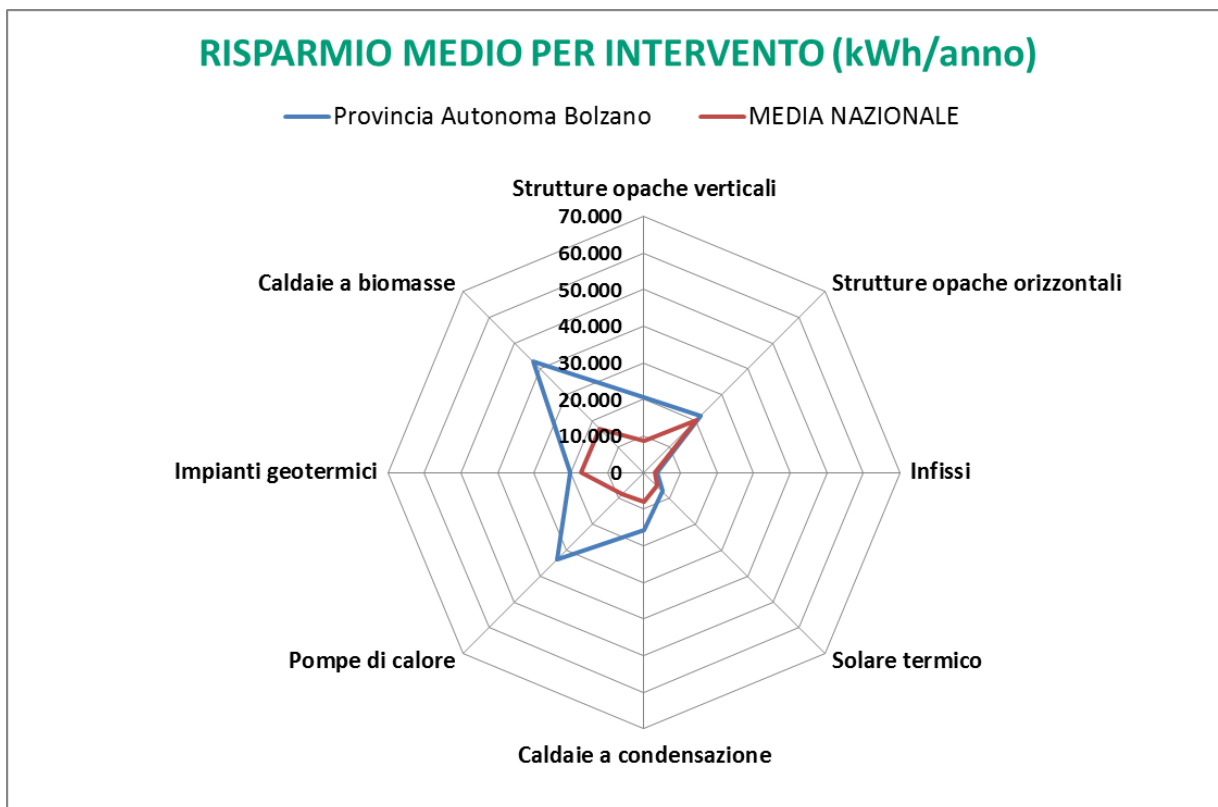 RISPARMIO MEDIO PER INTERVENTO (kWh/anno)
Provincia Autonoma Bolzano
MEDIA NAZIONALE
Strutture opache verticali
70.000
60.000
50.000
40.000
30.000
20.000
10.000
0
Strutture opache orizzontali
Infissi
Solare termico
Caldaie a condensazione
Pompe di calore
Impianti geotermici
Caldaie a biomasse